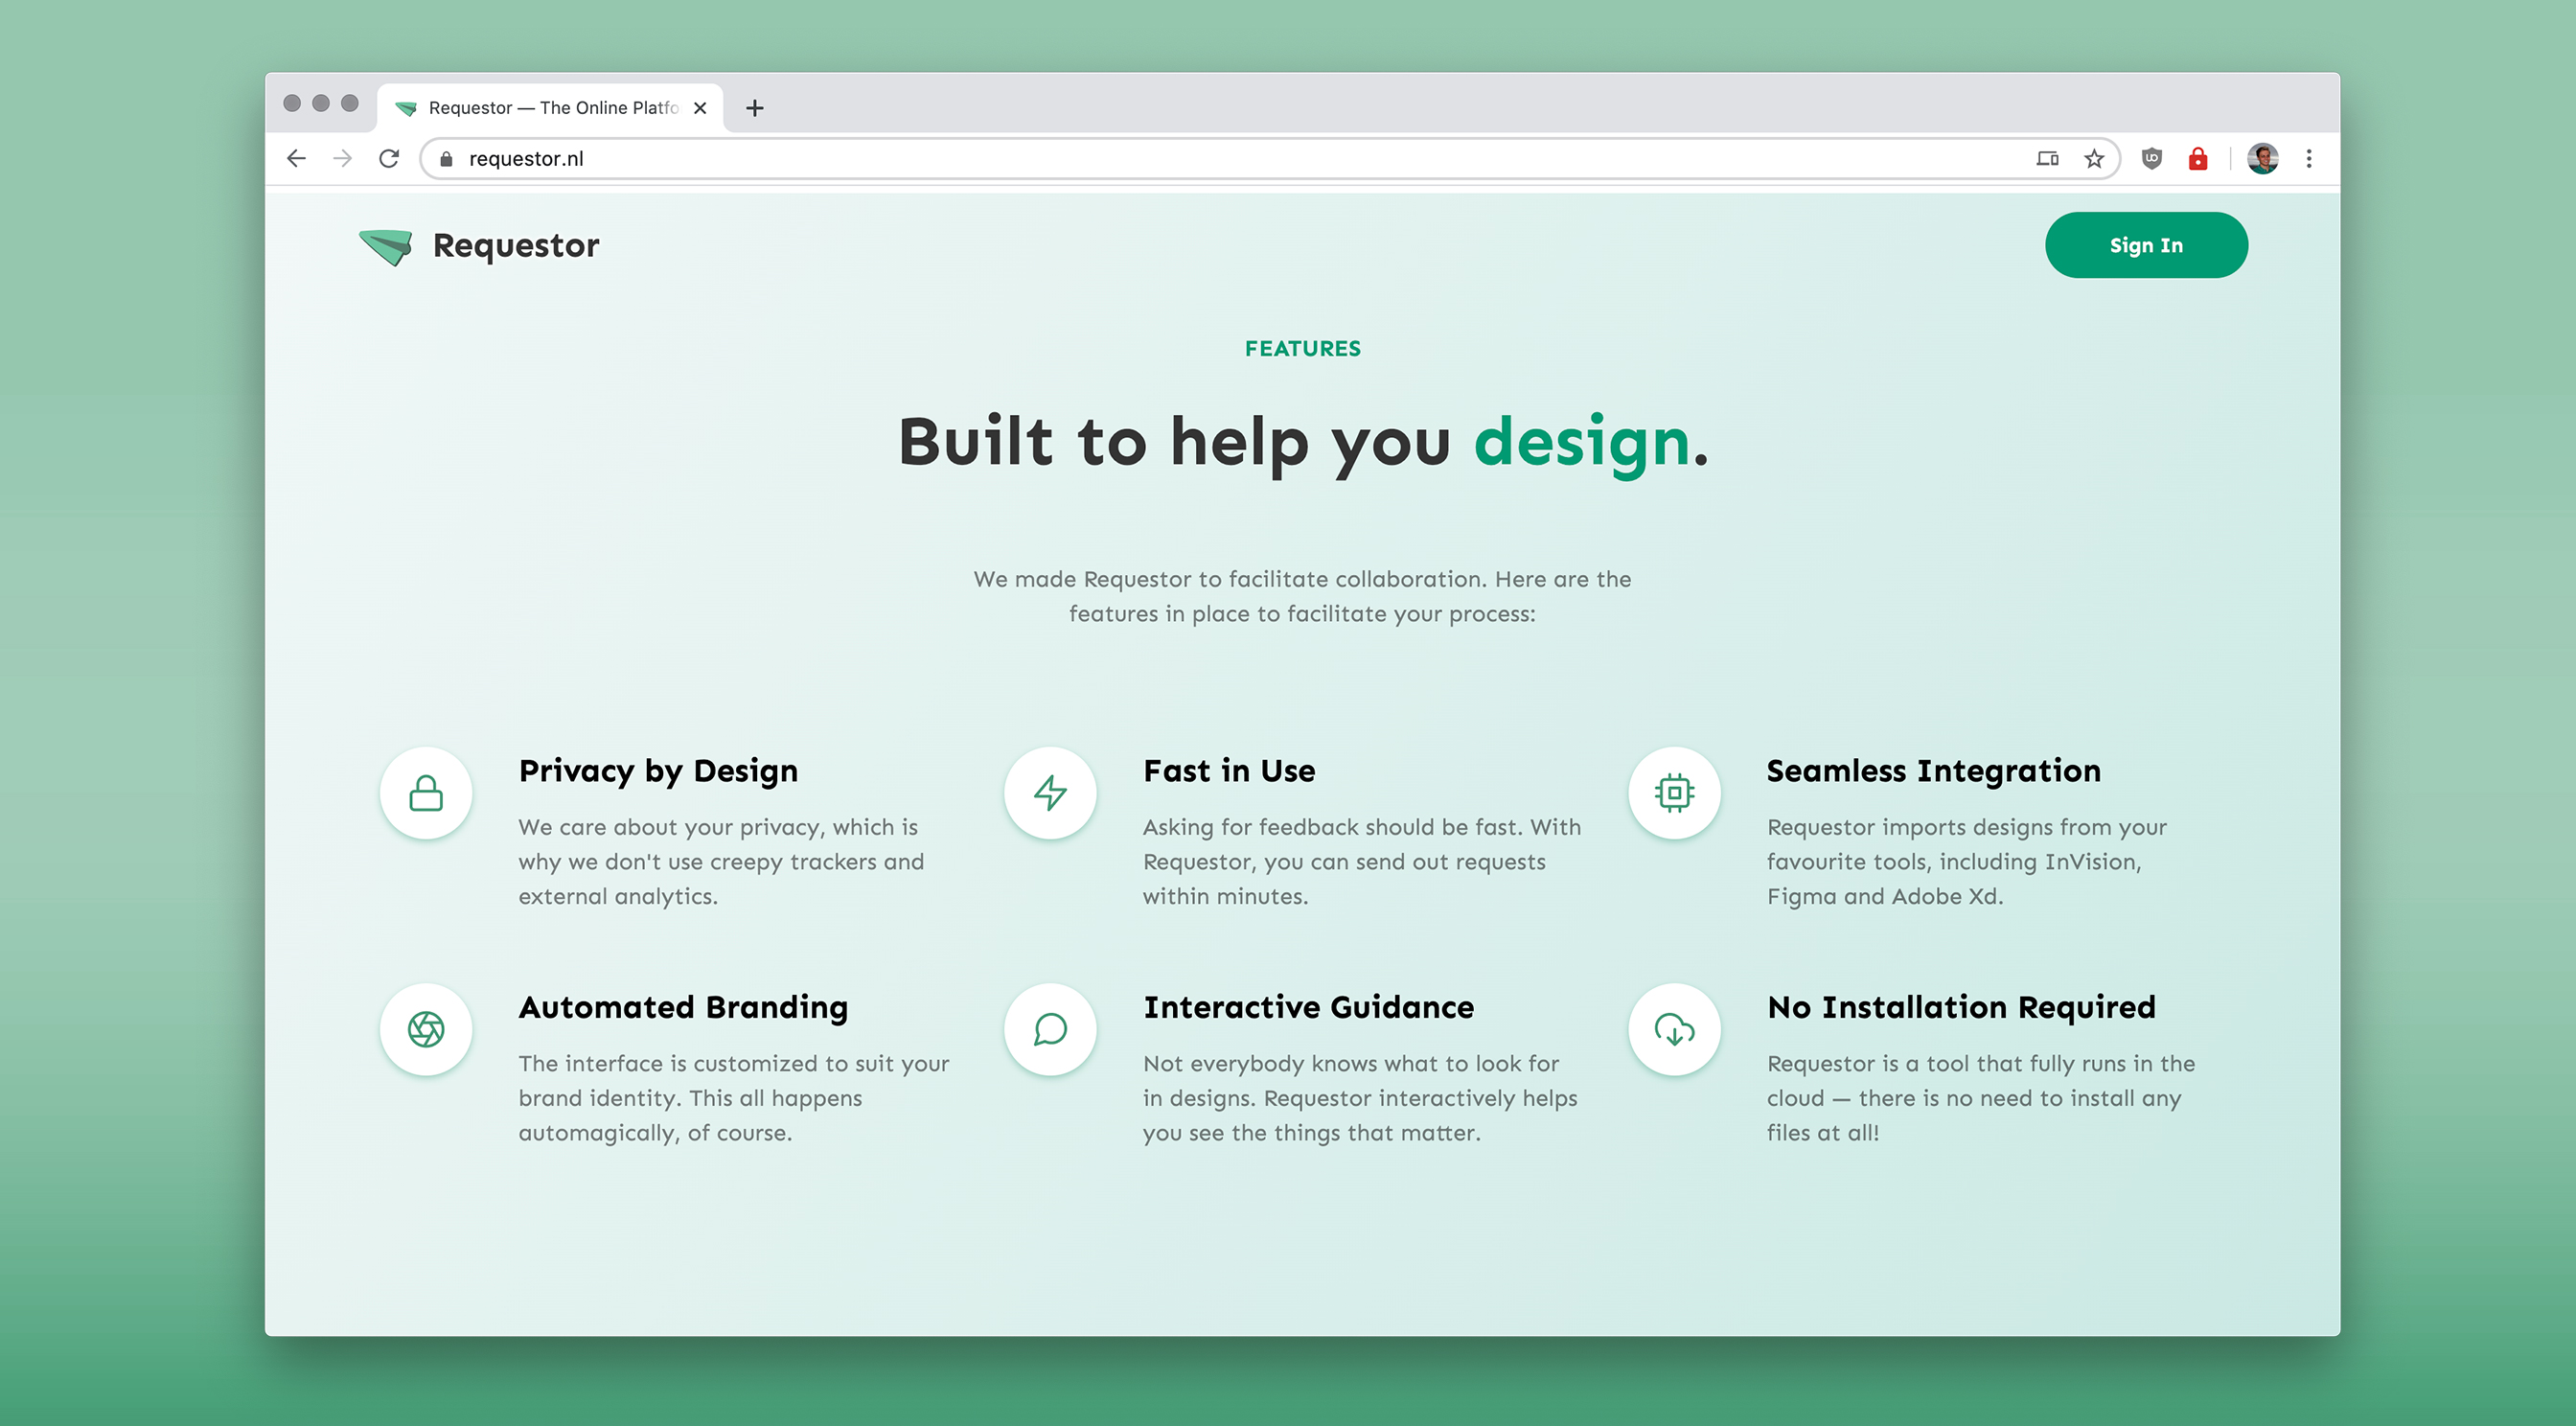 Requestor — The Online Platfo
requestor.nl
Requestor
Sign In
FEATURES
Built to help you design.
We made Requestor to facilitate collaboration. Here are the
features in place to facilitate your process:
Privacy by Design
We care about your privacy, which is
why we don't use creepy trackers and
external analytics.
Fast in Use
Asking for feedback should be fast. With
Requestor, you can send out requests
within minutes.
Seamless Integration
Requestor imports designs from your
favourite tools, including InVision,
Figma and Adobe Xd.
Automated Branding
The interface is customized to suit your
brand identity. This all happens
automagically, of course.
Interactive Guidance
Not everybody knows what to look for
in designs. Requestor interactively helps
you see the things that matter.
No Installation Required
Requestor is a tool that fully runs in the
cloud — there is no need to install any
files at all!